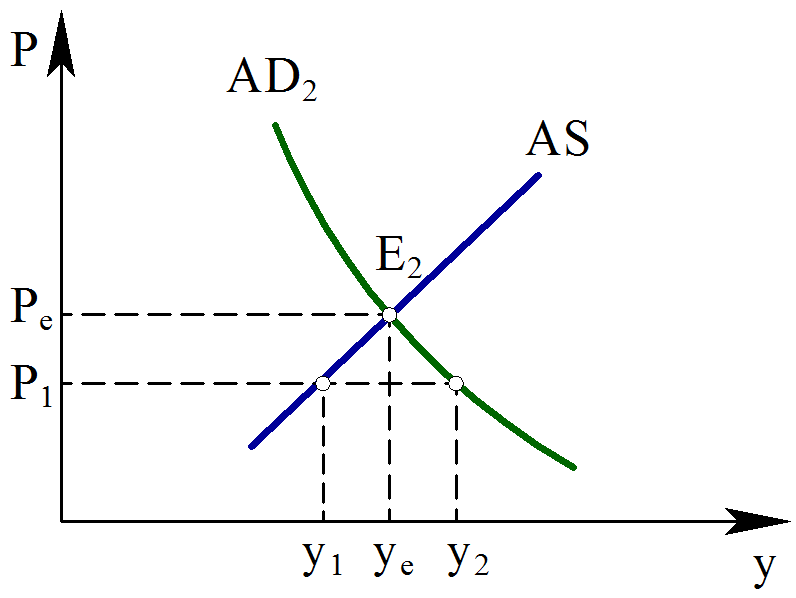 P
AD₂
AS
E₂
Pₑ
P₁
y₁ yₑ y₂
y